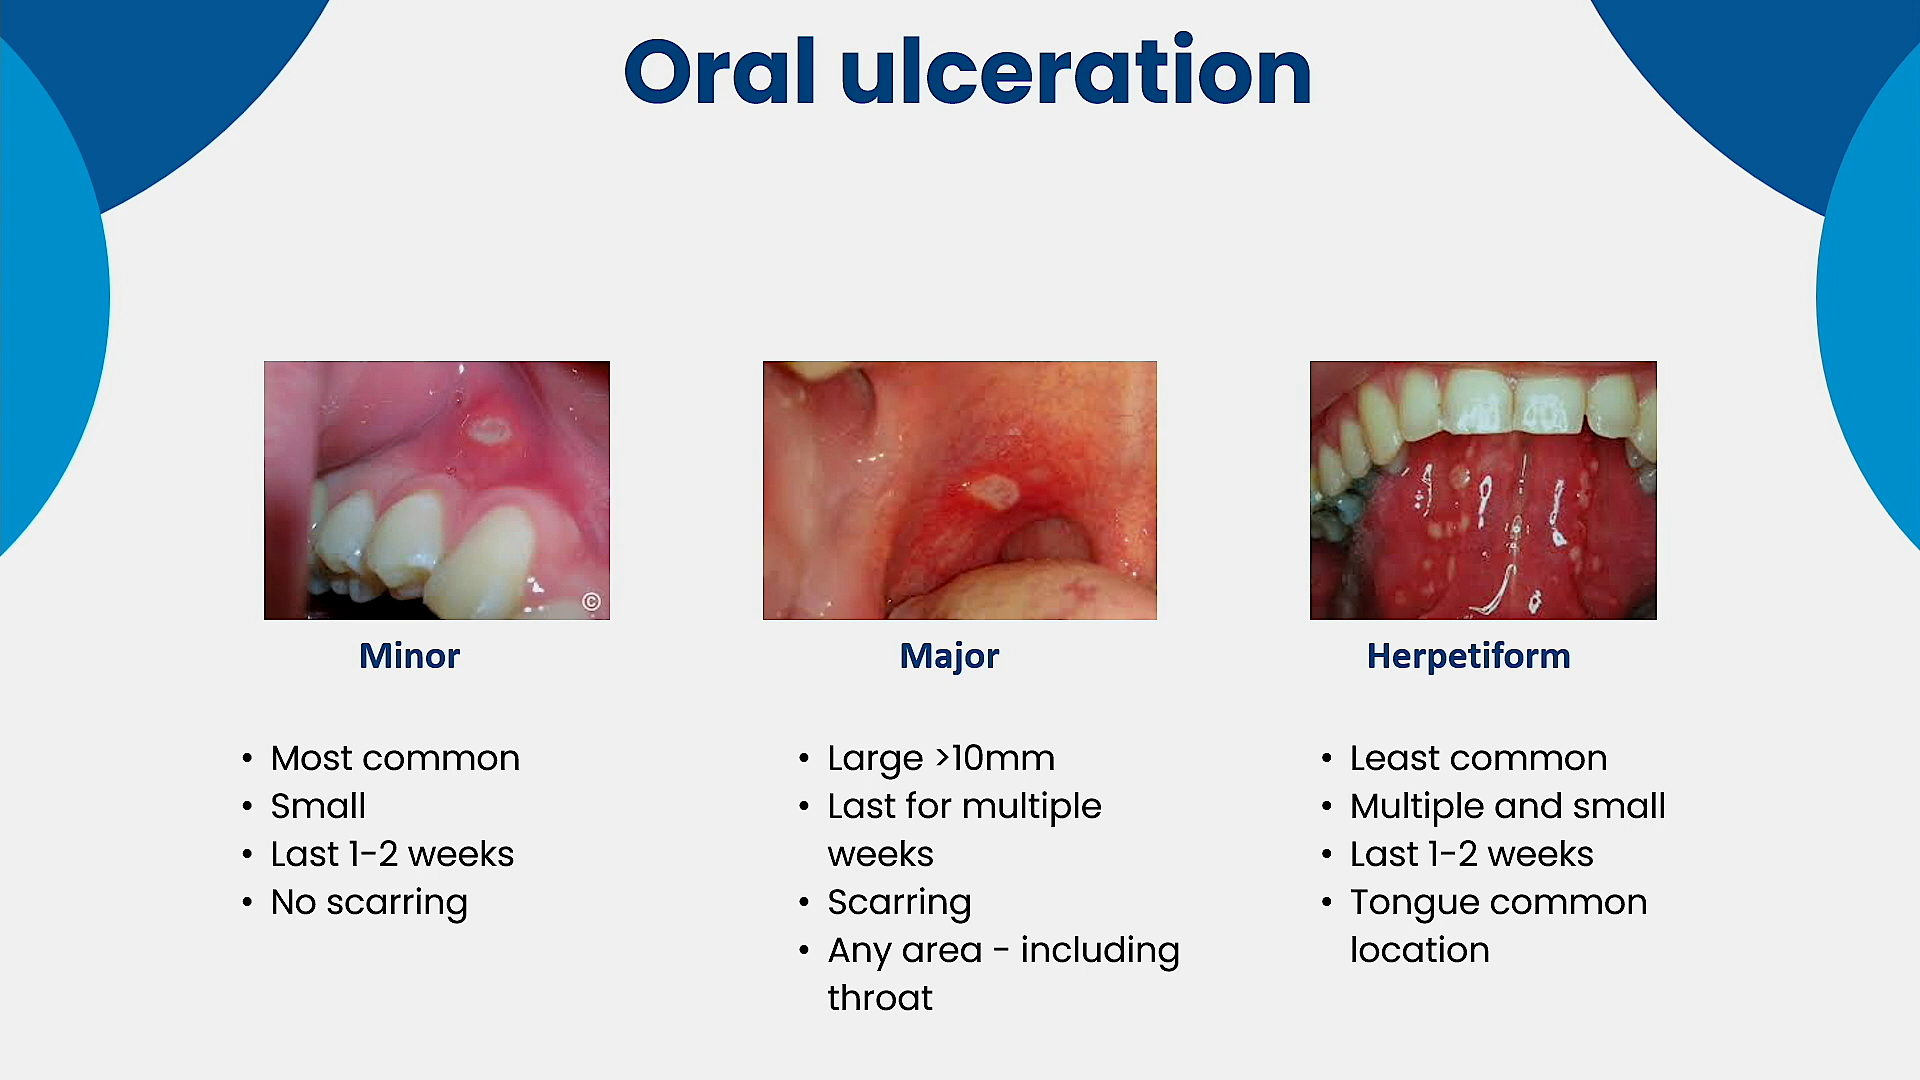 Oral ulceration
©
Minor
Major
Herpetiform
• Most common
• Small
• Last 1-2 weeks
• No scarring
• Large >10mm
• Last for multiple
weeks
• Scarring
• Any area - including
throat
• Least common
• Multiple and small
• Last 1-2 weeks
• Tongue common
location